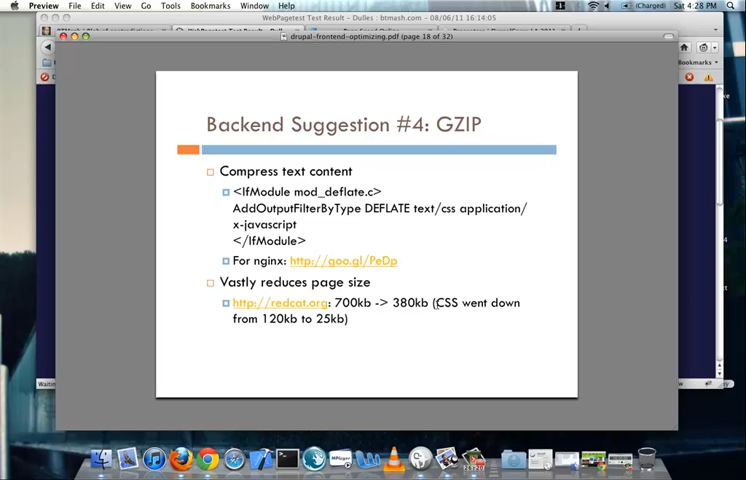 Preview File Edit View Go Tools Bookmarks Window Help (Charged) Sat 4:28 PM
WebPagetest Test Result - Dulles : btmash.com - 08/06/11 16:14:05
drupal-frontend-optimizing.pdf (page 18 of 32)
Bookmarks
Backend Suggestion #4: GZIP
Compress text content
<IfModule mod_deflate.c>
AddOutputFilterByType DEFLATE text/css application/
x-javascript
</IfModule>
For nginx: http://goo.gl/PeDp
Vastly reduces page size
http://redcat.org: 700kb -> 380kb (CSS went down
from 120kb to 25kb)